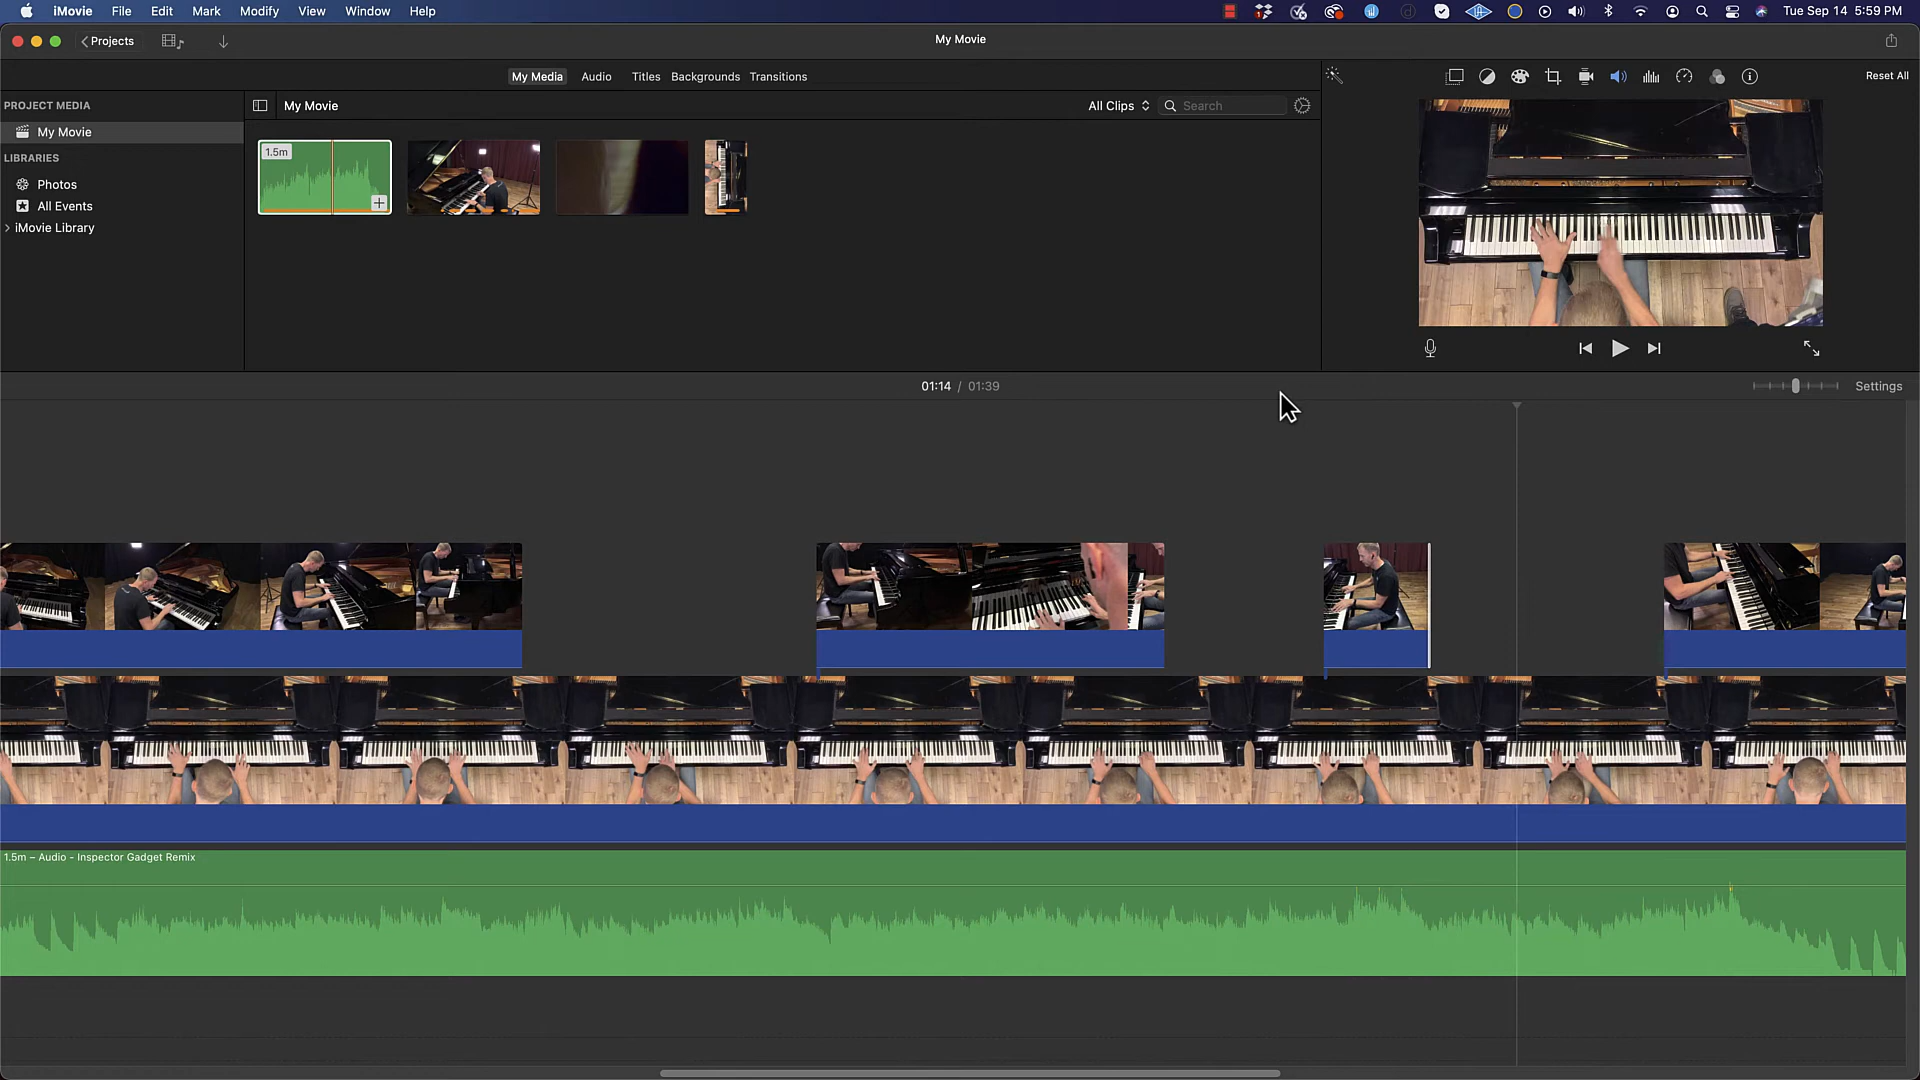 iMovie File Edit Mark Modify View Window Help
Tue Sep 14 5:59 PM
Projects
My Movie
My Media Audio Titles Backgrounds Transitions
Reset All
PROJECT MEDIA
My Movie
LIBRARIES
Photos
All Events
iMovie Library
My Movie
All Clips
Search
1.5m
01:14 / 01:39
Settings
1.5m – Audio - Inspector Gadget Remix